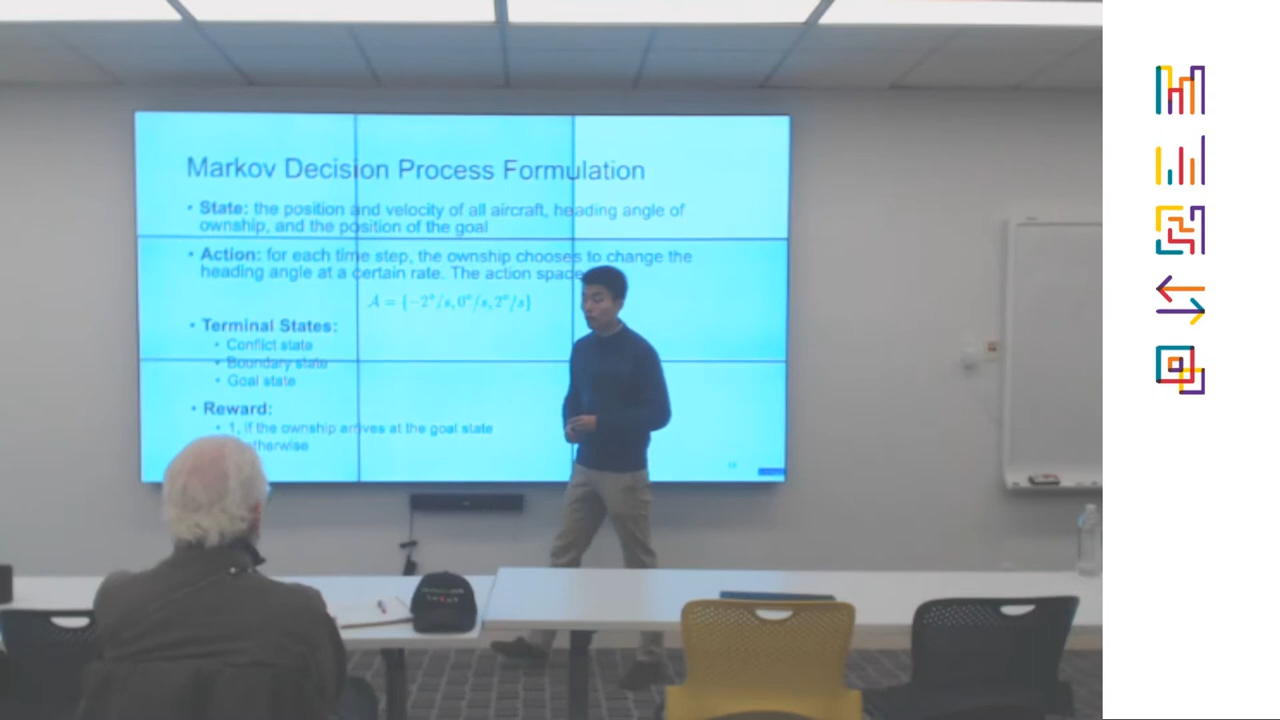 Markov Decision Process Formulation
• State: the position and velocity of all aircraft, heading angle of
ownship, and the position of the goal
• Action: for each time step, the ownship chooses to change the
heading angle at a certain rate. The action space
𝒜 = {−2°/s, 0°/s, 2°/s}
• Terminal States:
• Conflict state
• Boundary state
• Goal state
• Reward:
• 1, if the ownship arrives at the goal state
otherwise